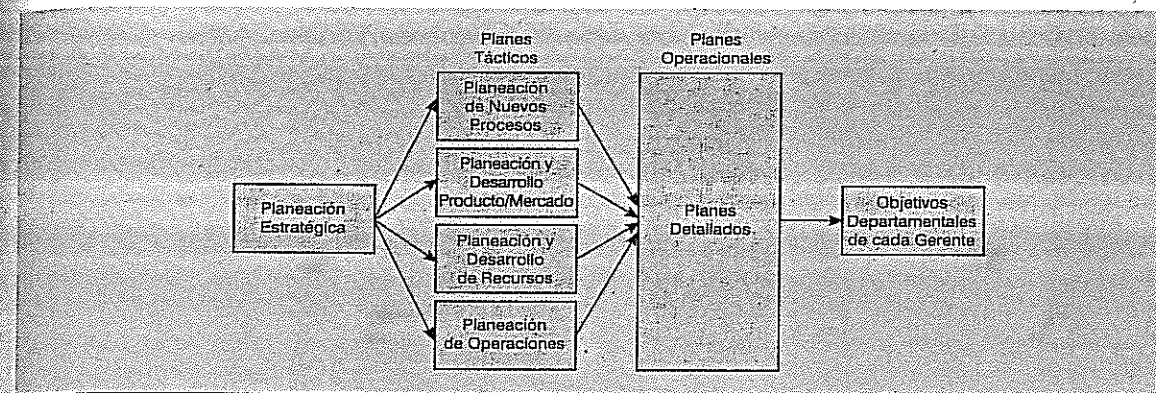 Planes
Tácticos
Planes
Operacionales
Planeación
de Nuevos
Procesos
Planeación y
Desarrollo
Producto/Mercado
Planeación
Estratégica
Planeación y
Desarrollo
de Recursos
Planeación
de Operaciones
Planes
Detallados
Objetivos
Departamentales
de cada Gerente